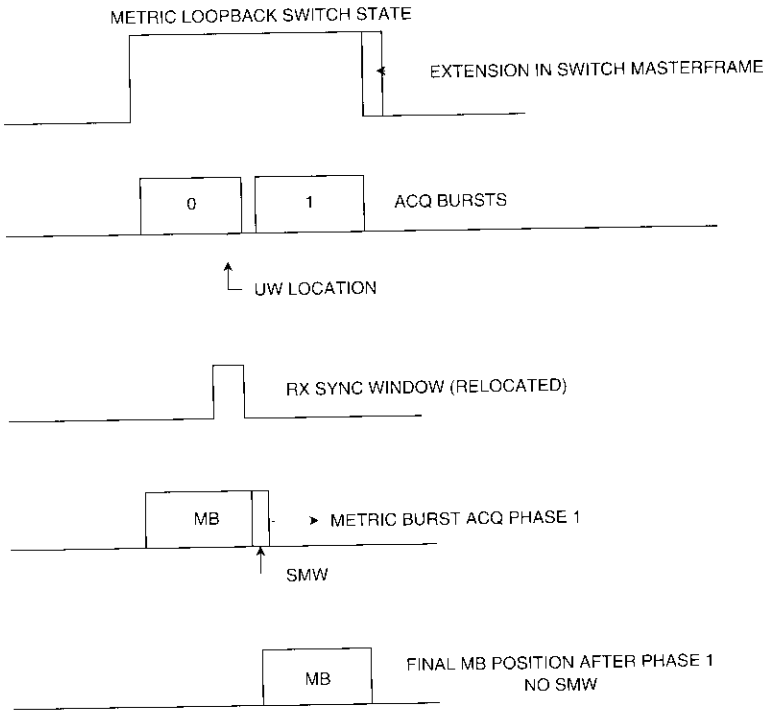 METRIC LOOPBACK SWITCH STATE
EXTENSION IN SWITCH MASTERFRAME
0
1
ACQ BURSTS
UW LOCATION
RX SYNC WINDOW (RELOCATED)
MB
METRIC BURST ACQ PHASE 1
SMW
MB
FINAL MB POSITION AFTER PHASE 1
NO SMW